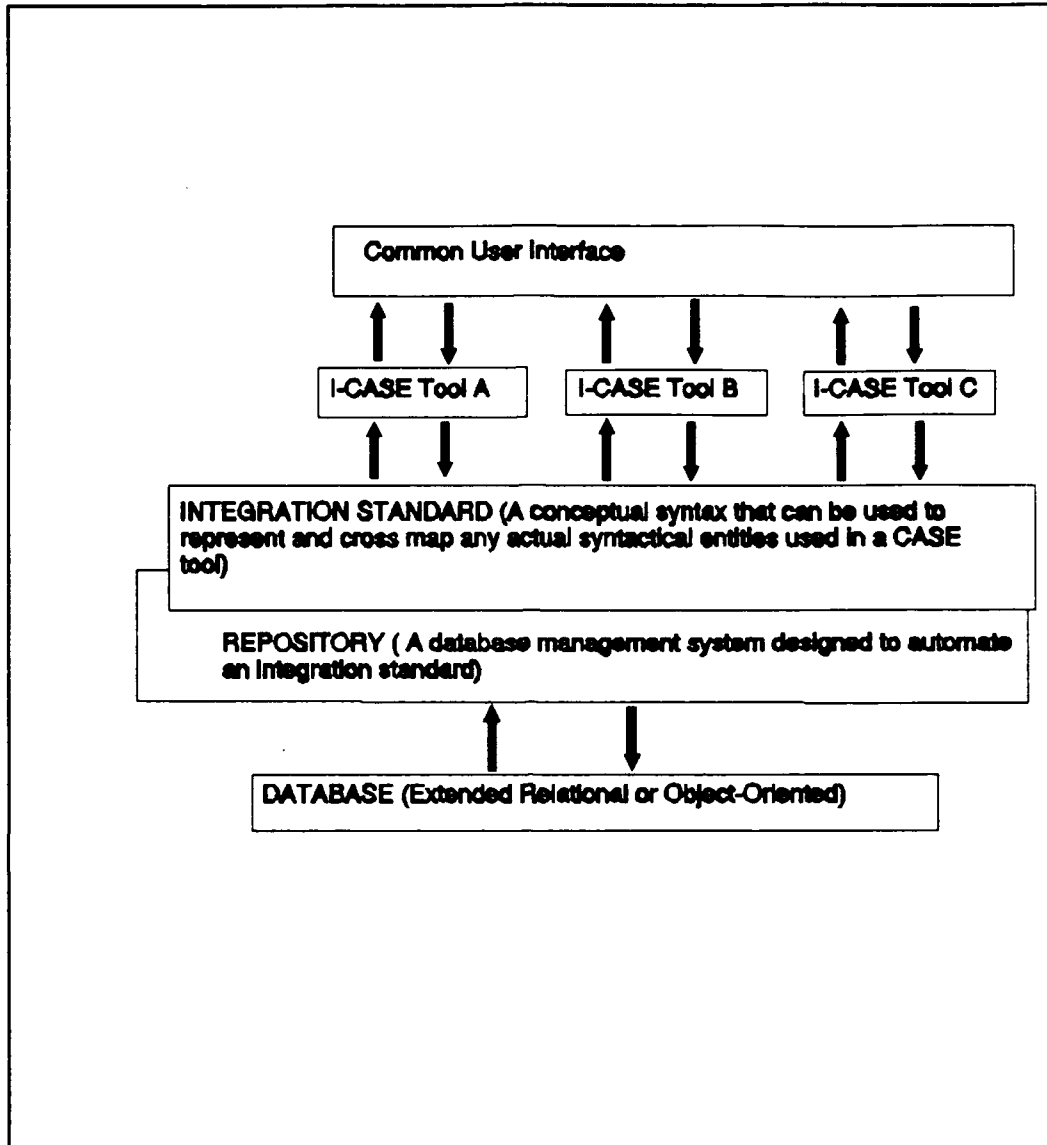 Common User Interface
I-CASE Tool A
I-CASE Tool B
I-CASE Tool C
INTEGRATION STANDARD (A conceptual syntax that can be used to
represent and cross map any actual syntactical entities used in a CASE
tool)
REPOSITORY ( A database management system designed to automate
an integration standard)
DATABASE (Extended Relational or Object-Oriented)